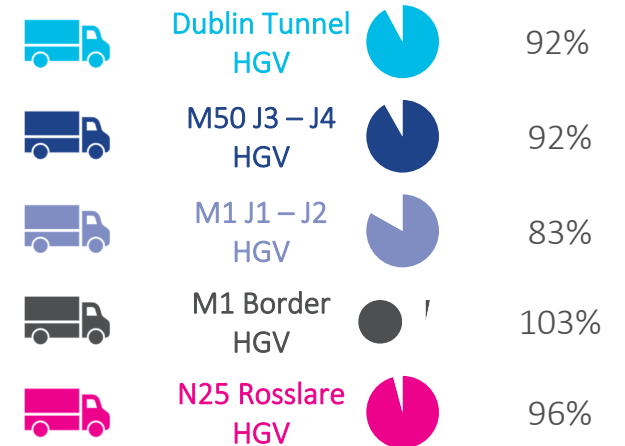 Dublin Tunnel
HGV
92%
M50 J3 – J4
HGV
92%
M1 J1 – J2
HGV
83%
M1 Border
HGV
103%
N25 Rosslare
HGV
96%